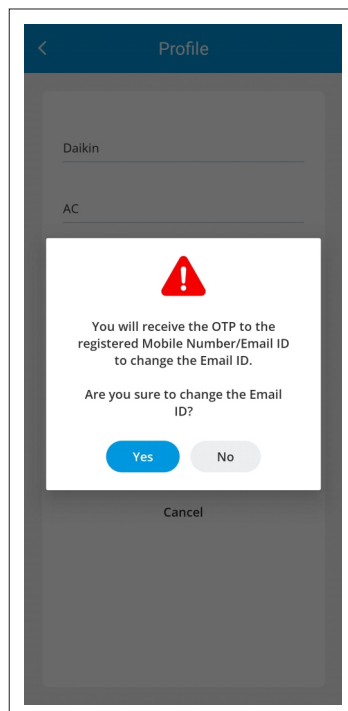 Profile
Daikin
AC
You will receive the OTP to the
registered Mobile Number/Email ID
to change the Email ID.
Are you sure to change the Email
ID?
Yes
No
Cancel